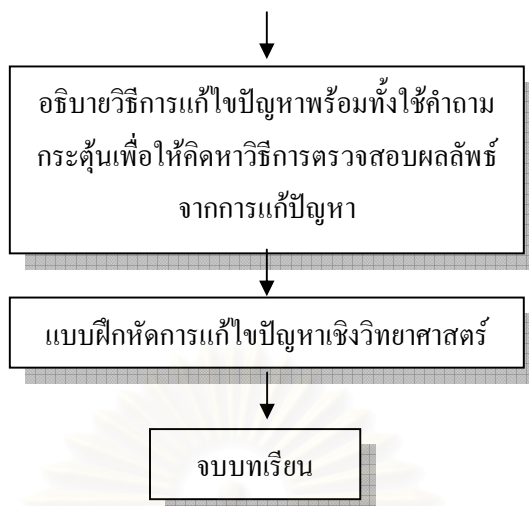 อธิบายวิธีการแก้ไขปัญหาพร้อมทั้งใช้คำถาม
กระตุ้นเพื่อให้คิดหาวิธีการตรวจสอบผลลัพธ์
จากการแก้ปัญหา
แบบฝึกหัดการแก้ไขปัญหาเชิงวิทยาศาสตร์
จบบทเรียน